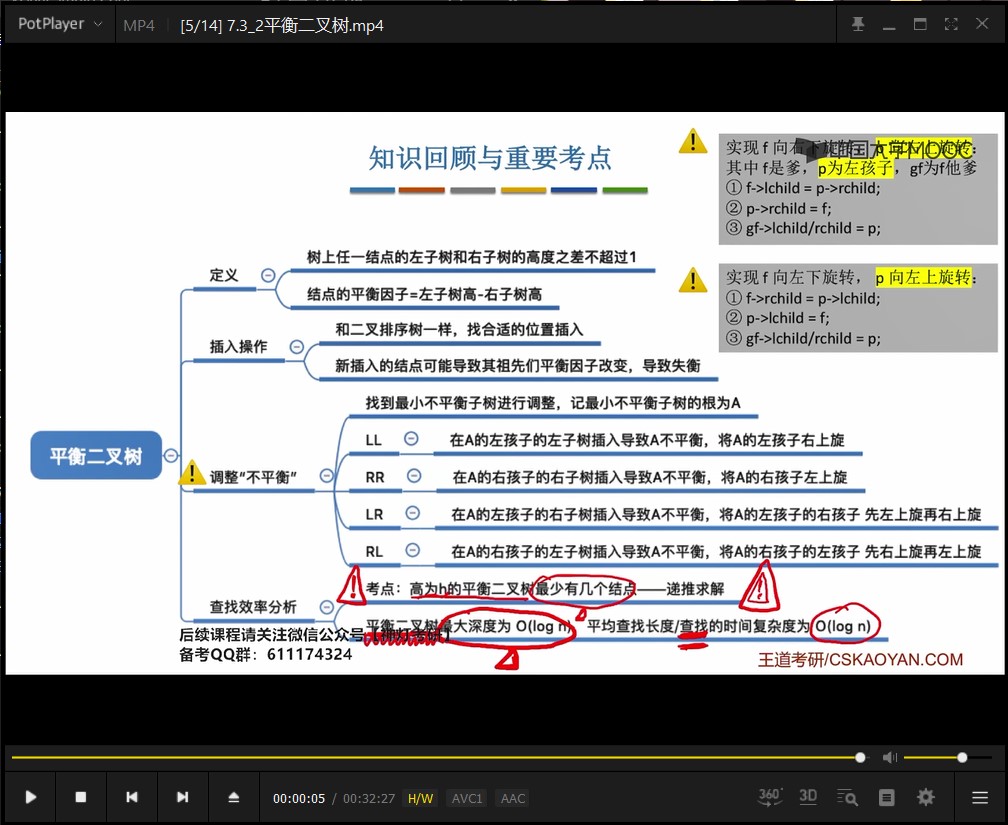 PotPlayer MP4 [5/14] 7.3_2平衡二叉树.mp4
知识回顾与重要考点
实现 f 向右下旋转，p 向右上旋转：
其中 f是爹，p为左孩子，gf为f他爹
① f->lchild = p->rchild;
② p->rchild = f;
③ gf->lchild/rchild = p;
实现 f 向左下旋转，p 向左上旋转：
① f->rchild = p->lchild;
② p->lchild = f;
③ gf->lchild/rchild = p;
平衡二叉树
定义
树上任一结点的左子树和右子树的高度之差不超过1
结点的平衡因子=左子树高-右子树高
插入操作
和二叉排序树一样，找合适的位置插入
新插入的结点可能导致其祖先们平衡因子改变，导致失衡
调整“不平衡”
找到最小不平衡子树进行调整，记最小不平衡子树的根为A
LL 在A的左孩子的左子树插入导致A不平衡，将A的左孩子右上旋
RR 在A的右孩子的右子树插入导致A不平衡，将A的右孩子左上旋
LR 在A的左孩子的右子树插入导致A不平衡，将A的左孩子的右孩子 先左上旋再右上旋
RL 在A的右孩子的左子树插入导致A不平衡，将A的右孩子的左孩子 先右上旋再左上旋
查找效率分析
考点：高为h的平衡二叉树最少有几个结点——递推求解
平衡二叉树最大深度为 O(log n)，平均查找长度/查找的时间复杂度为 O(log n)
后续课程请关注微信公众号
备考QQ群：611174324
王道考研/CSKAOYAN.COM
00:00:05 / 00:32:27 H/W AVC1 AAC
360° 3D